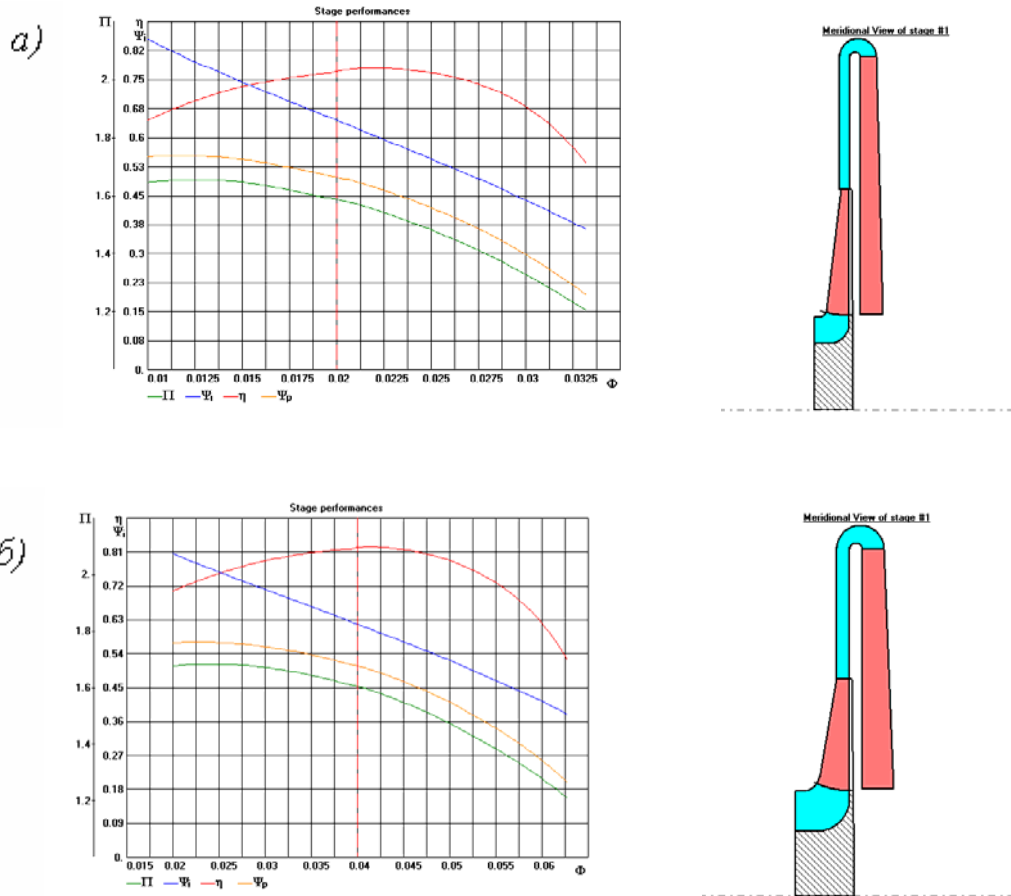 а)
Stage performances
Π η
Ψᵢ
0.82
2. 0.75
0.68
1.8 0.6
0.53
1.6 0.45
0.38
1.4 0.3
0.23
1.2 0.15
0.08
0.
0.01 0.0125 0.015 0.0175 0.02 0.0225 0.025 0.0275 0.03 0.0325 Φ
Π Ψᵢ η Ψₚ
Meridional View of stage #1
б)
Stage performances
Π η
Ψᵢ
0.81
2. 0.72
1.8 0.63
0.54
1.6 0.45
0.36
1.4 0.27
1.2 0.18
0.09
0.
0.015 0.02 0.025 0.03 0.035 0.04 0.045 0.05 0.055 0.06 Φ
Π Ψᵢ η Ψₚ
Meridional View of stage #1